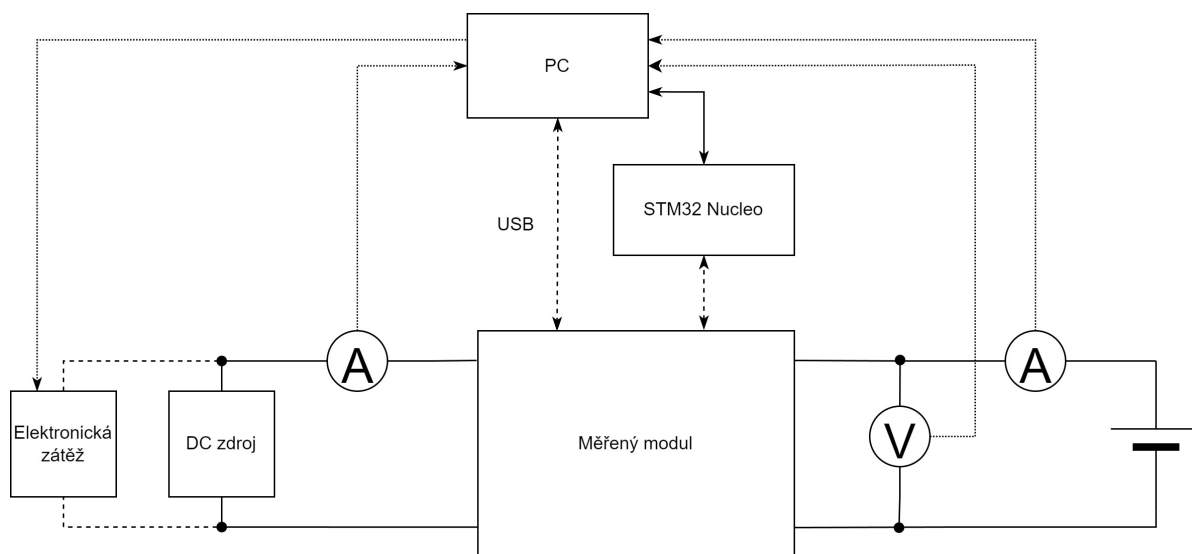 PC
STM32 Nucleo
USB
A
A
Elektronická
zátěž
DC zdroj
Měřený modul
V